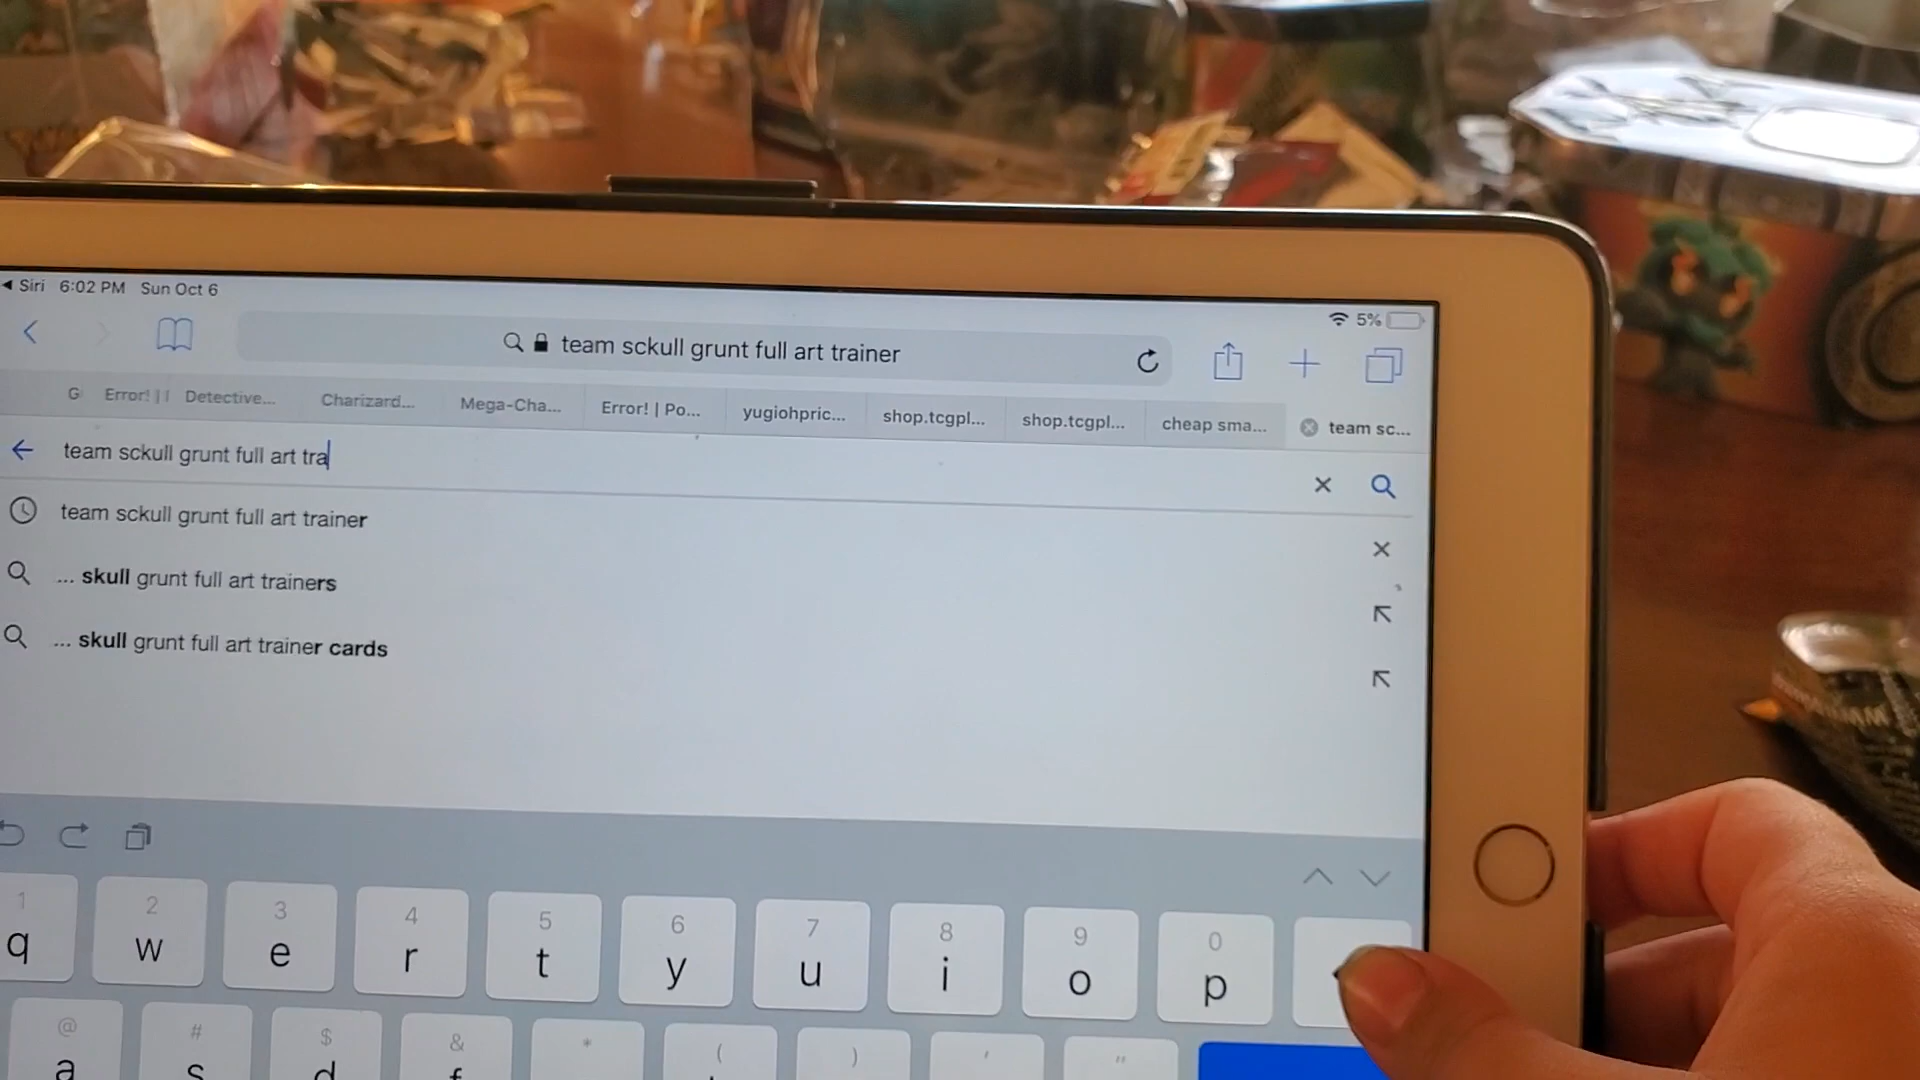 Siri 6:02 PM Sun Oct 6
5%
team sckull grunt full art trainer
G Error! | Detective... Charizard... Mega-Cha... Error! | Po... yugiohpric... shop.tcgpl... shop.tcgpl... cheap sma... team sc...
team sckull grunt full art tra
team sckull grunt full art trainer
... skull grunt full art trainers
... skull grunt full art trainer cards
1 2 3 4 5 6 7 8 9 0
q w e r t y u i o p
@ # $ & * ( ) ' "
a s d f